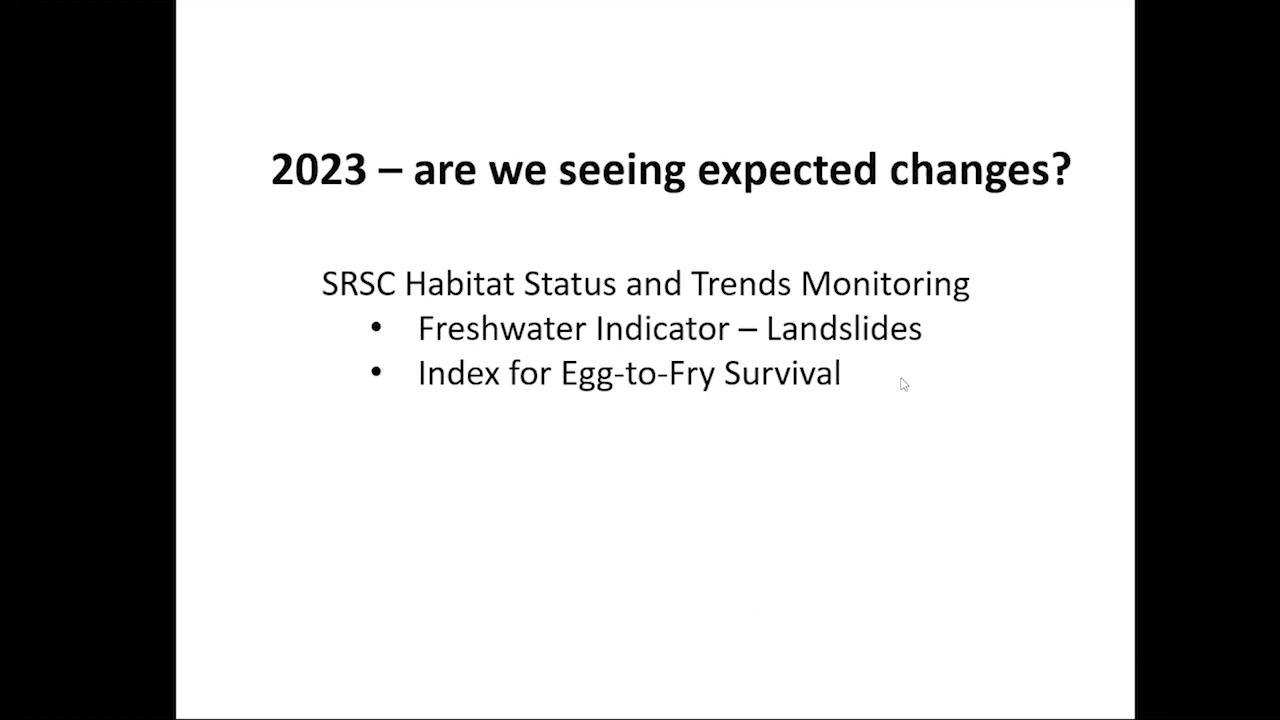 2023 – are we seeing expected changes?
SRSC Habitat Status and Trends Monitoring
• Freshwater Indicator – Landslides
• Index for Egg-to-Fry Survival